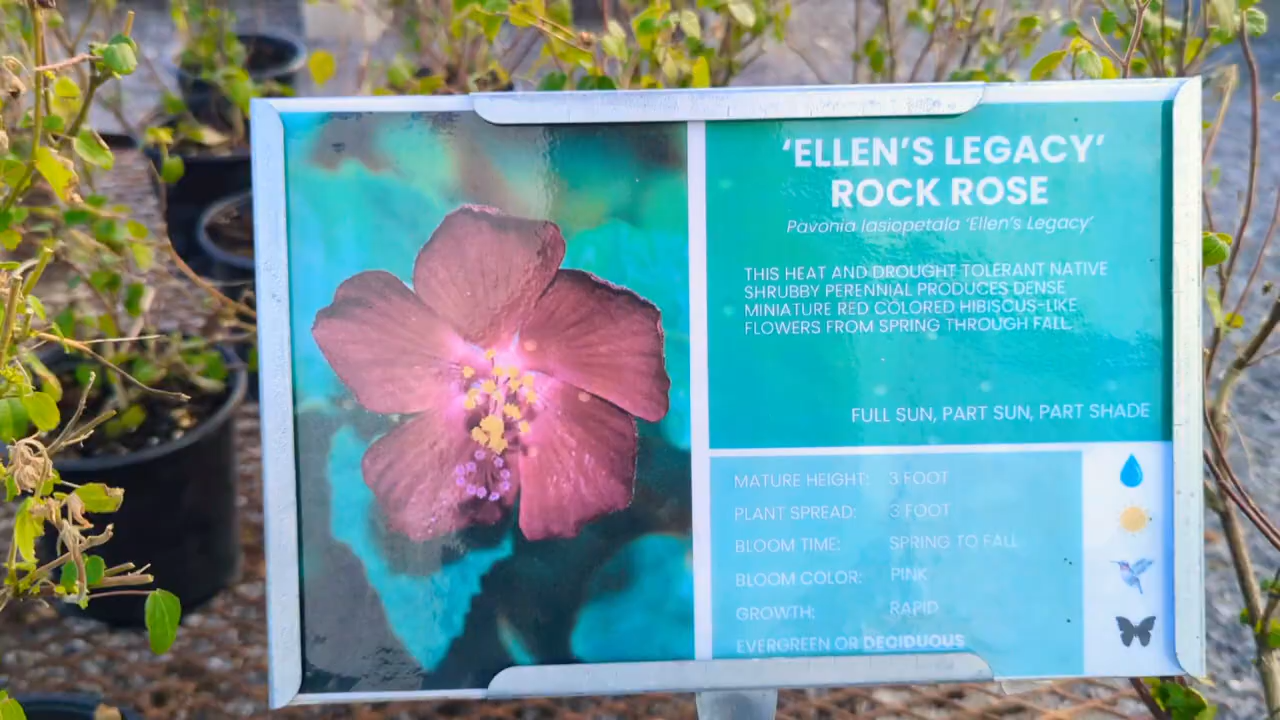 ‘ELLEN’S LEGACY’
ROCK ROSE
Pavonia lasiopetala ‘Ellen’s Legacy’
THIS HEAT AND DROUGHT TOLERANT NATIVE
SHRUBBY PERENNIAL PRODUCES DENSE
MINIATURE RED COLORED HIBISCUS-LIKE
FLOWERS FROM SPRING THROUGH FALL.
FULL SUN, PART SUN, PART SHADE
MATURE HEIGHT: 3 FOOT
PLANT SPREAD: 3 FOOT
BLOOM TIME: SPRING TO FALL
BLOOM COLOR: PINK
GROWTH: RAPID
EVERGREEN OR DECIDUOUS